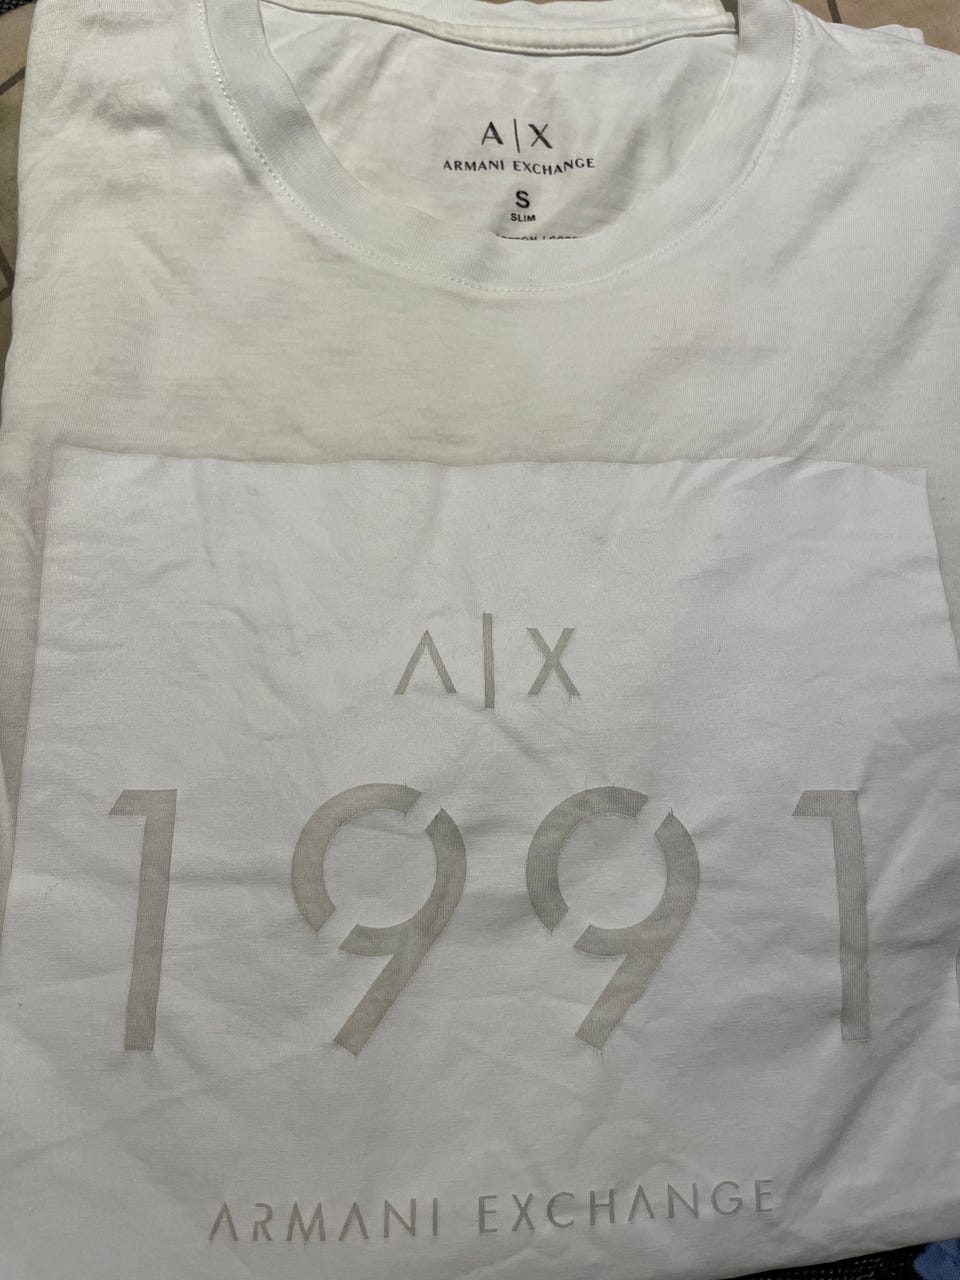 A|X
ARMANI EXCHANGE
S
SLIM
A|X
1991
ARMANI EXCHANGE